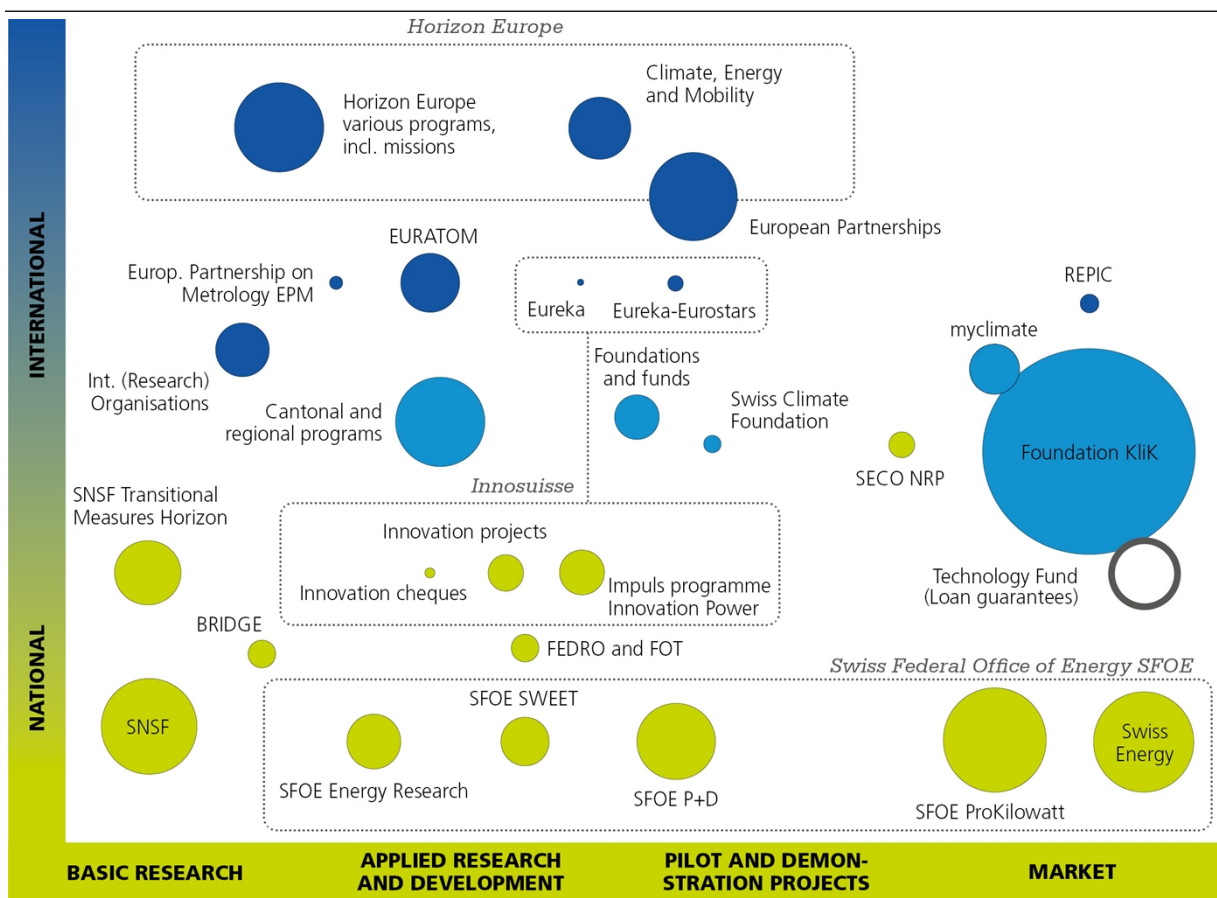 Horizon Europe
Horizon Europe
various programs,
incl. missions
Climate, Energy
and Mobility
European Partnerships
EURATOM
Europ. Partnership on
Metrology EPM
Eureka
Eureka-Eurostars
REPIC
myclimate
Int. (Research)
Organisations
Foundations
and funds
Cantonal and
regional programs
Swiss Climate
Foundation
SECO NRP
Foundation KliK
Innosuisse
SNSF Transitional
Measures Horizon
Innovation projects
Innovation cheques
Impuls programme
Innovation Power
Technology Fund
(Loan guarantees)
BRIDGE
FEDRO and FOT
Swiss Federal Office of Energy SFOE
SNSF
SFOE SWEET
SFOE Energy Research
SFOE P+D
SFOE ProKilowatt
Swiss
Energy
INTERNATIONAL
NATIONAL
BASIC RESEARCH
APPLIED RESEARCH
AND DEVELOPMENT
PILOT AND DEMON-
STRATION PROJECTS
MARKET